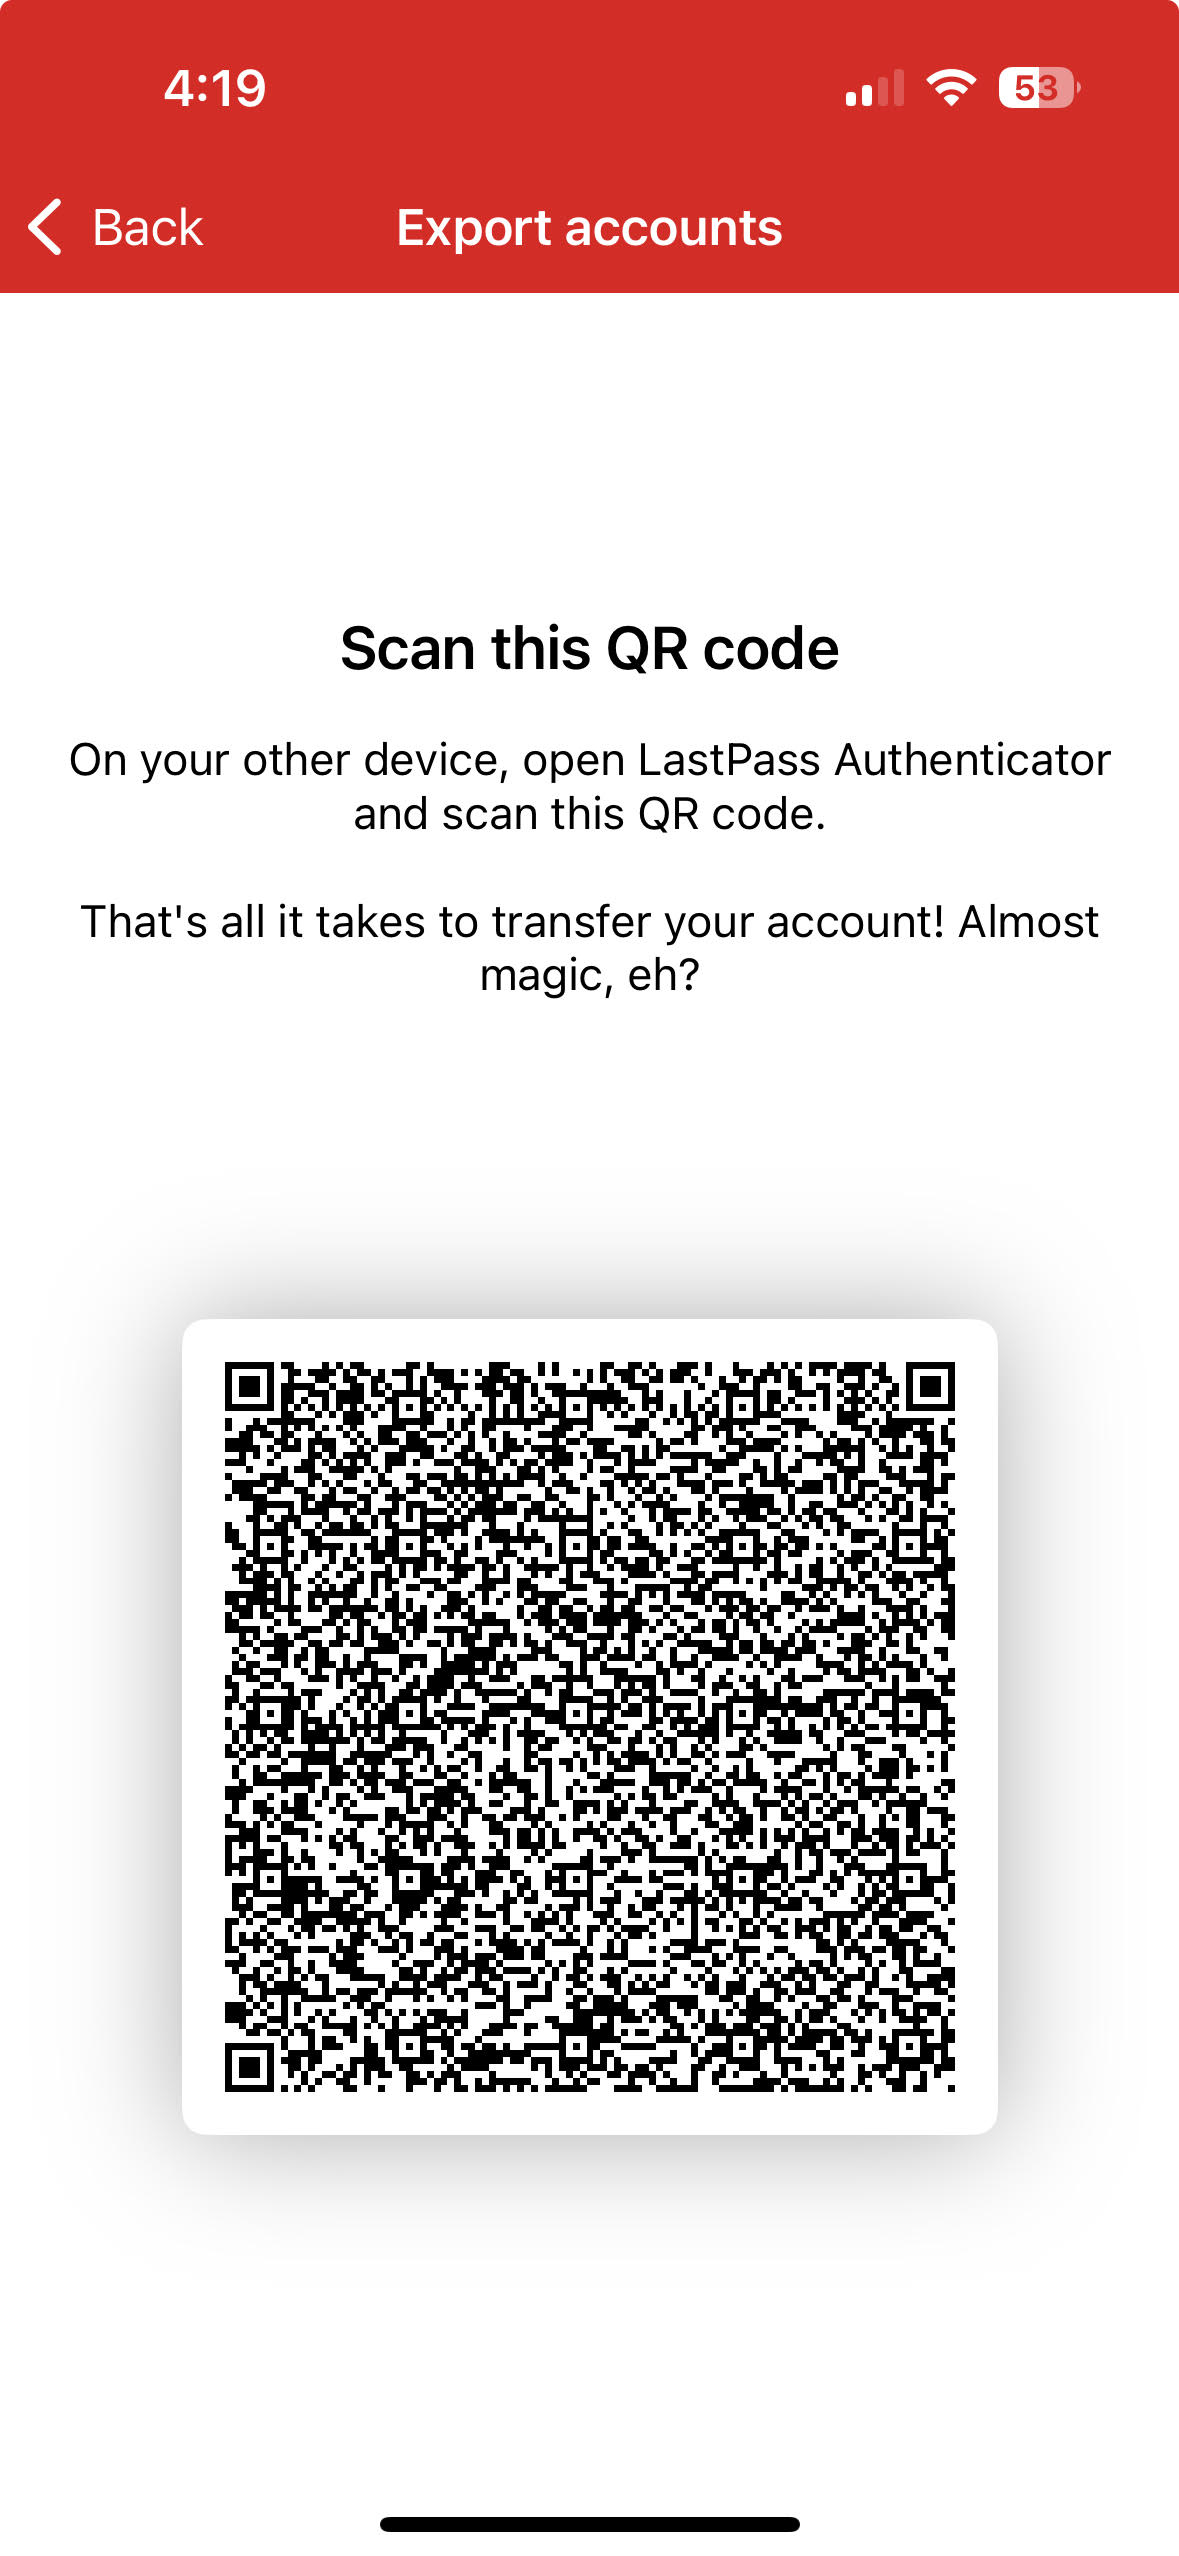 4:19
53
Back
Export accounts
Scan this QR code
On your other device, open LastPass Authenticator
and scan this QR code.
That's all it takes to transfer your account! Almost
magic, eh?